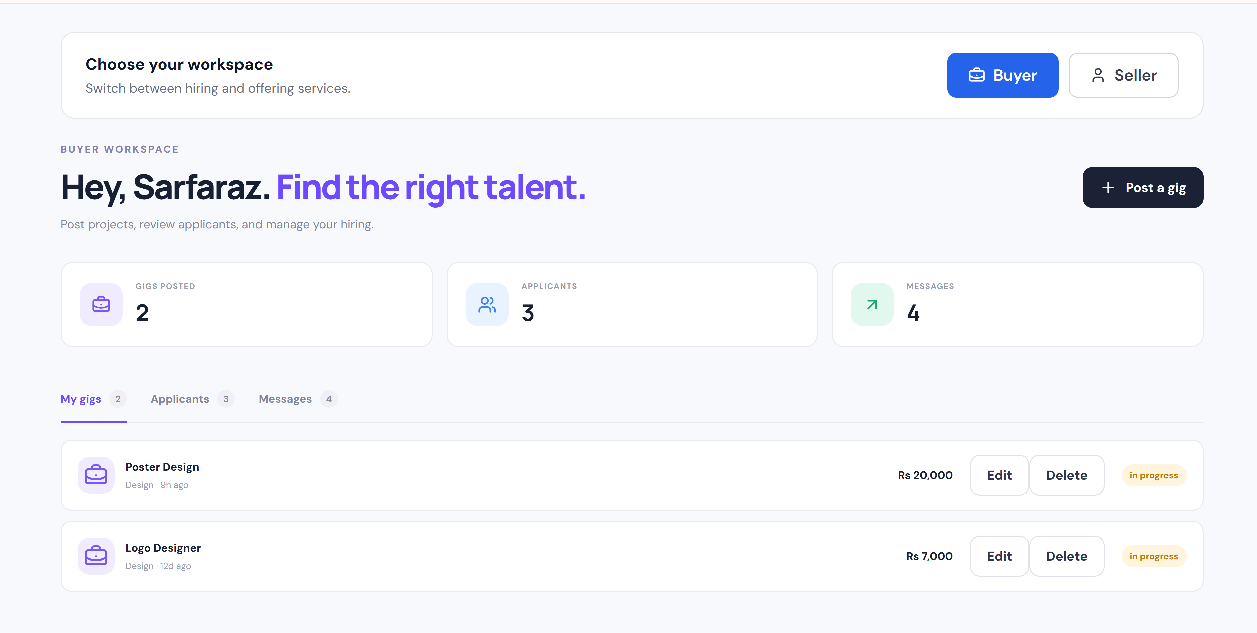 Choose your workspace
Switch between hiring and offering services.
Buyer
Seller
BUYER WORKSPACE
Hey, Sarfaraz. Find the right talent.
Post projects, review applicants, and manage your hiring.
Post a gig
GIGS POSTED
2
APPLICANTS
3
MESSAGES
4
My gigs 2 Applicants 3 Messages 4
Poster Design
Design · 9h ago
Rs 20,000 Edit Delete in progress
Logo Designer
Design · 12d ago
Rs 7,000 Edit Delete in progress